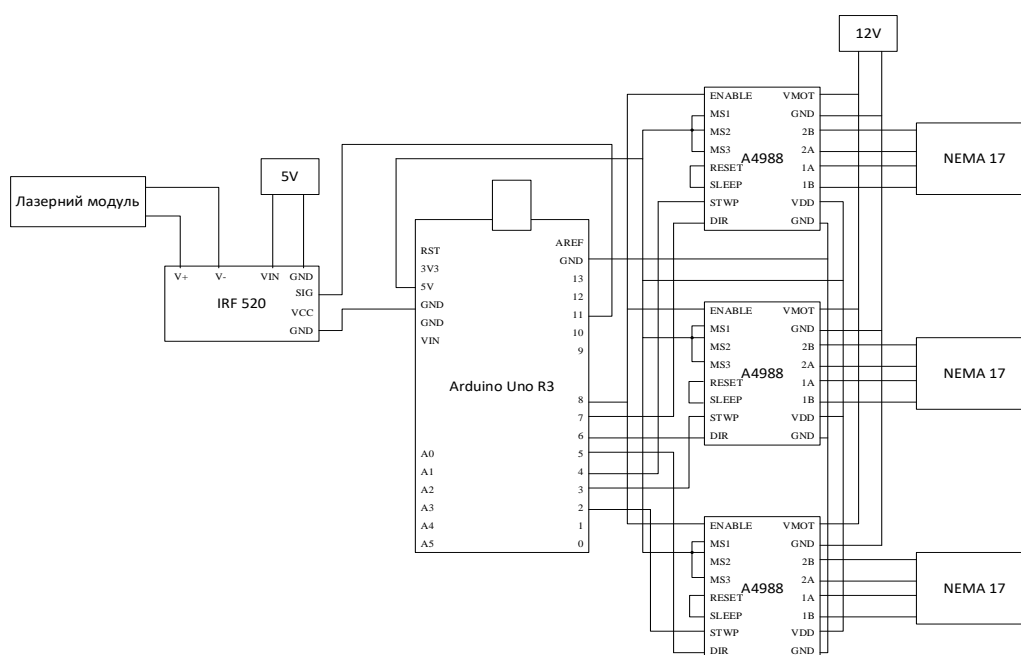 12V
ENABLE VMOT
MS1 GND
MS2 2B
MS3 2A
A4988
RESET 1A
SLEEP 1B
STWP VDD
DIR GND
NEMA 17
5V
Лазерний модуль
V+ V- VIN GND
SIG
IRF 520
VCC
GND
AREF
RST GND
3V3 13
5V 12
GND 11
GND 10
VIN 9
Arduino Uno R3
8
7
6
A0 5
A1 4
A2 3
A3 2
A4 1
A5 0
ENABLE VMOT
MS1 GND
MS2 2B
MS3 2A
A4988
RESET 1A
SLEEP 1B
STWP VDD
DIR GND
NEMA 17
ENABLE VMOT
MS1 GND
MS2 2B
MS3 2A
A4988
RESET 1A
SLEEP 1B
STWP VDD
DIR GND
NEMA 17